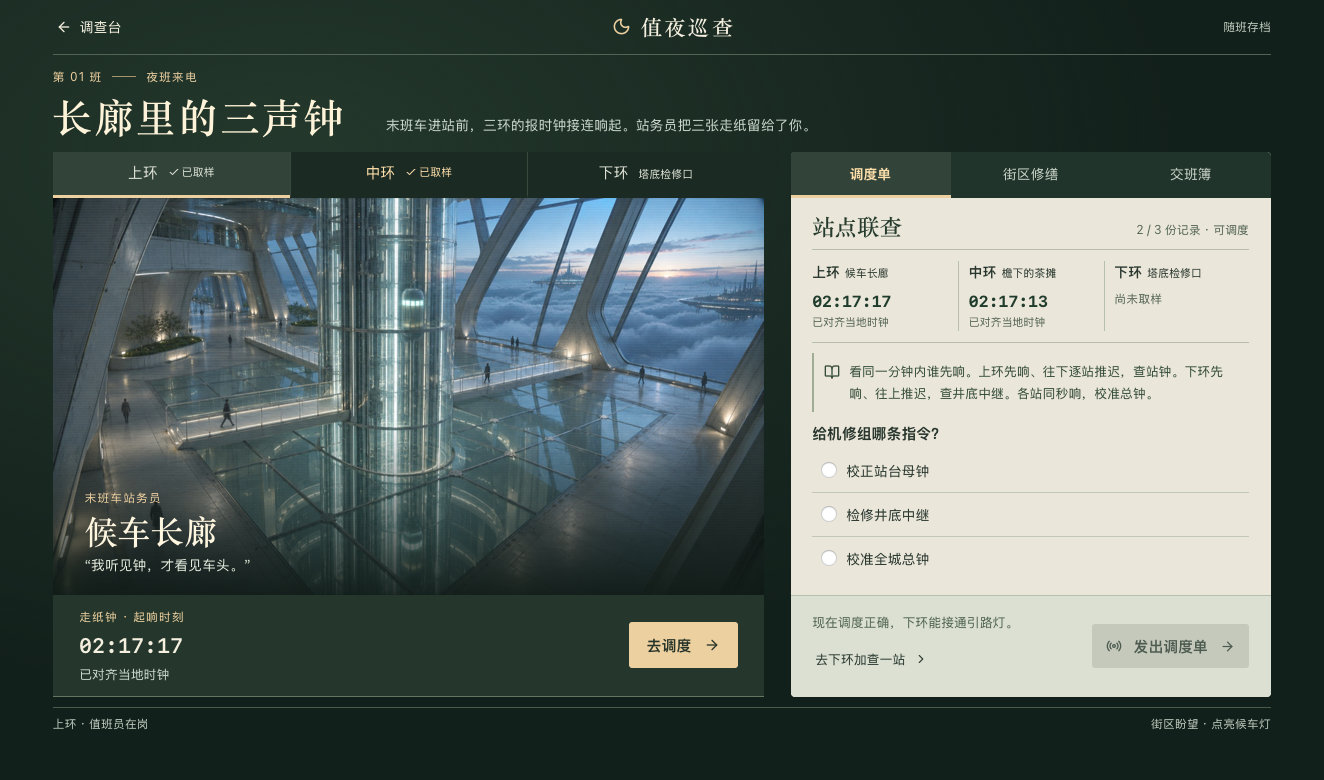 调查台
值夜巡查
随班存档
第 01 班 —— 夜班来电
长廊里的三声钟
末班车进站前，三环的报时钟接连响起。站务员把三张走纸留给了你。
上环 已取样
中环 已取样
下环 塔底检修口
末班车站务员
候车长廊
“我听见钟，才看见车头。”
走纸钟 · 起响时刻
02:17:17
已对齐当地时钟
去调度
调度单
街区修缮
交班簿
站点联查
2 / 3 份记录 · 可调度
上环 候车长廊
02:17:17
已对齐当地时钟
中环 檐下的茶摊
02:17:13
已对齐当地时钟
下环 塔底检修口
尚未取样
看同一分钟内谁先响。上环先响、往下逐站推迟，查站钟。下环先
响、往上推迟，查井底中继。各站同秒响，校准总钟。
给机修组哪条指令？
校正站台母钟
检修井底中继
校准全城总钟
现在调度正确，下环能接通引路灯。
去下环加查一站
发出调度单
上环 · 值班员在岗
街区盼望 · 点亮候车灯